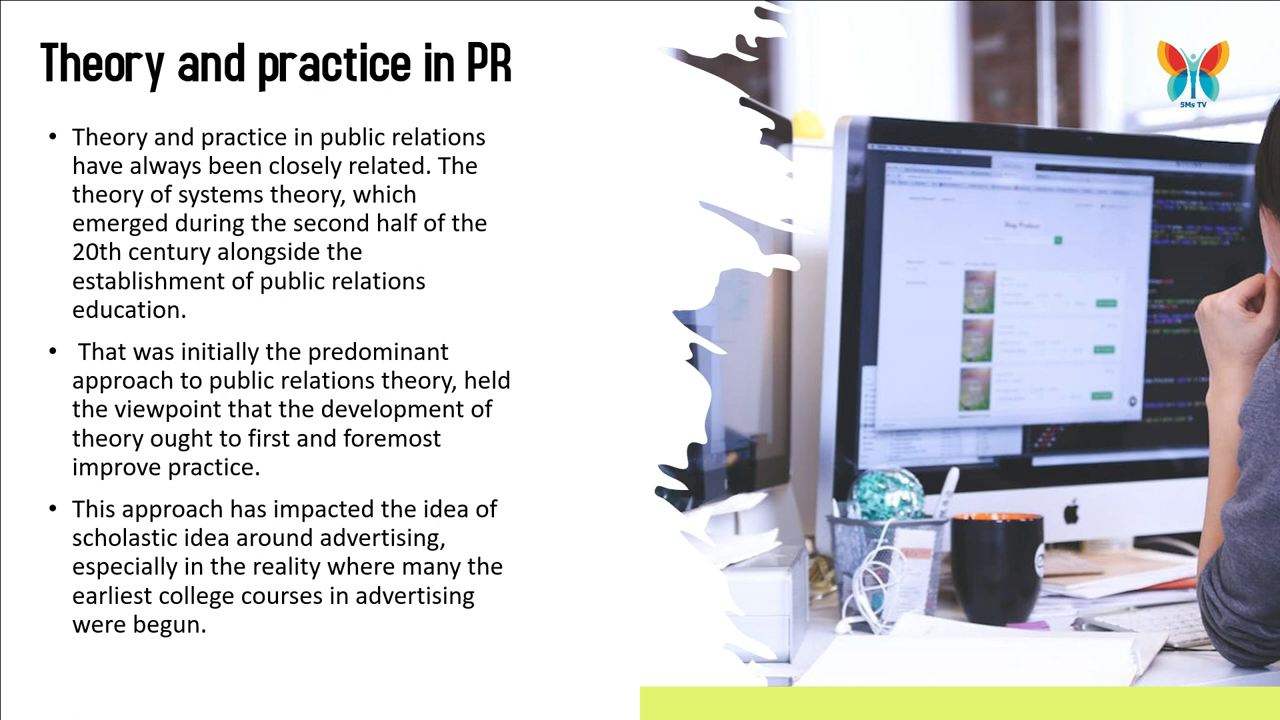 Theory and practice in PR
• Theory and practice in public relations
have always been closely related. The
theory of systems theory, which
emerged during the second half of the
20th century alongside the
establishment of public relations
education.
• That was initially the predominant
approach to public relations theory, held
the viewpoint that the development of
theory ought to first and foremost
improve practice.
• This approach has impacted the idea of
scholastic idea around advertising,
especially in the reality where many the
earliest college courses in advertising
were begun.
5Ms TV